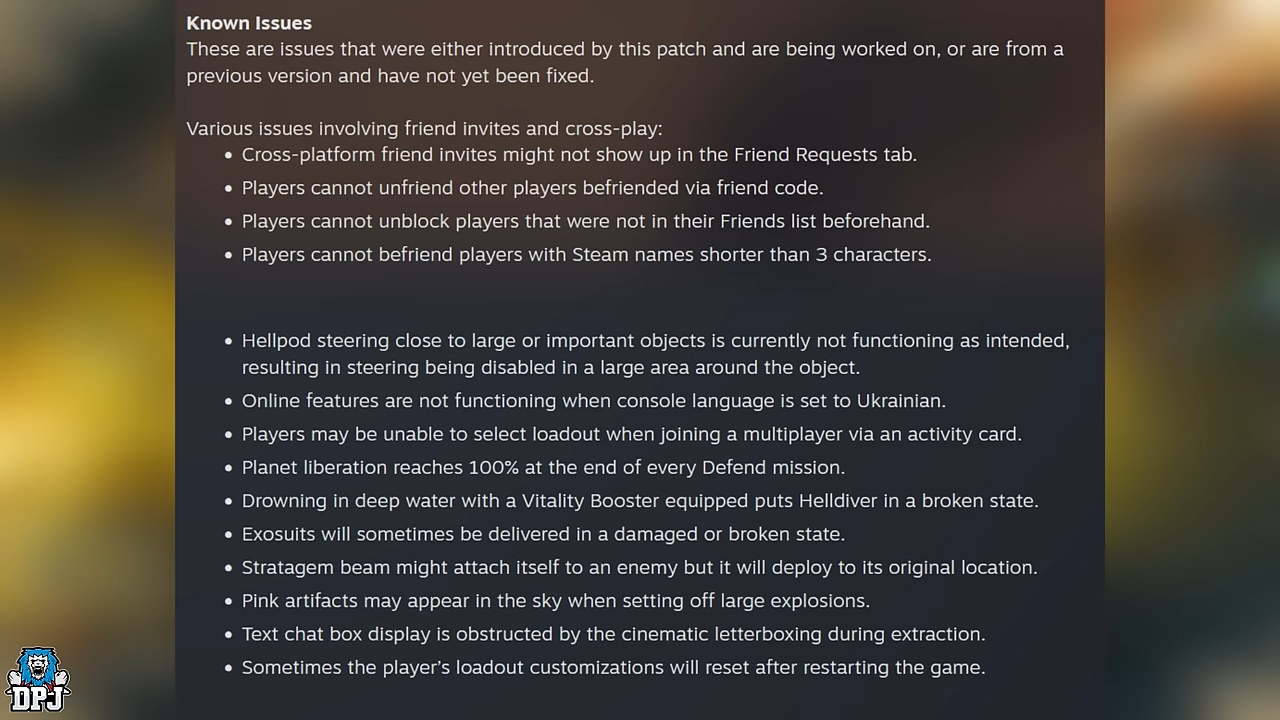 Known Issues
These are issues that were either introduced by this patch and are being worked on, or are from a
previous version and have not yet been fixed.
Various issues involving friend invites and cross-play:
• Cross-platform friend invites might not show up in the Friend Requests tab.
• Players cannot unfriend other players befriended via friend code.
• Players cannot unblock players that were not in their Friends list beforehand.
• Players cannot befriend players with Steam names shorter than 3 characters.
• Hellpod steering close to large or important objects is currently not functioning as intended,
resulting in steering being disabled in a large area around the object.
• Online features are not functioning when console language is set to Ukrainian.
• Players may be unable to select loadout when joining a multiplayer via an activity card.
• Planet liberation reaches 100% at the end of every Defend mission.
• Drowning in deep water with a Vitality Booster equipped puts Helldiver in a broken state.
• Exosuits will sometimes be delivered in a damaged or broken state.
• Stratagem beam might attach itself to an enemy but it will deploy to its original location.
• Pink artifacts may appear in the sky when setting off large explosions.
• Text chat box display is obstructed by the cinematic letterboxing during extraction.
• Sometimes the player's loadout customizations will reset after restarting the game.
DPJ